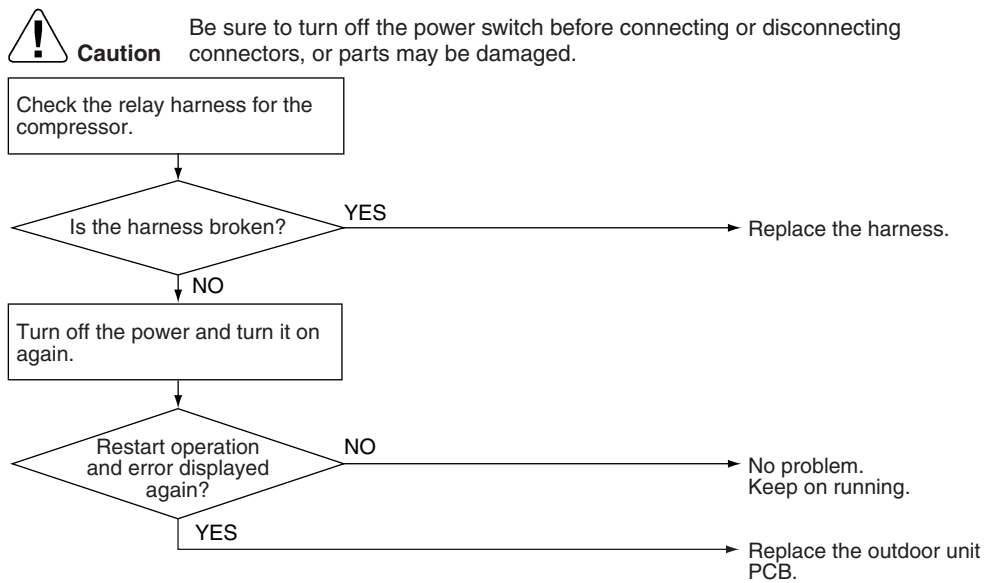 Be sure to turn off the power switch before connecting or disconnecting
Caution connectors, or parts may be damaged.
Check the relay harness for the
compressor.
Is the harness broken?
YES
Replace the harness.
NO
Turn off the power and turn it on
again.
Restart operation
and error displayed
again?
NO
No problem.
Keep on running.
YES
Replace the outdoor unit
PCB.